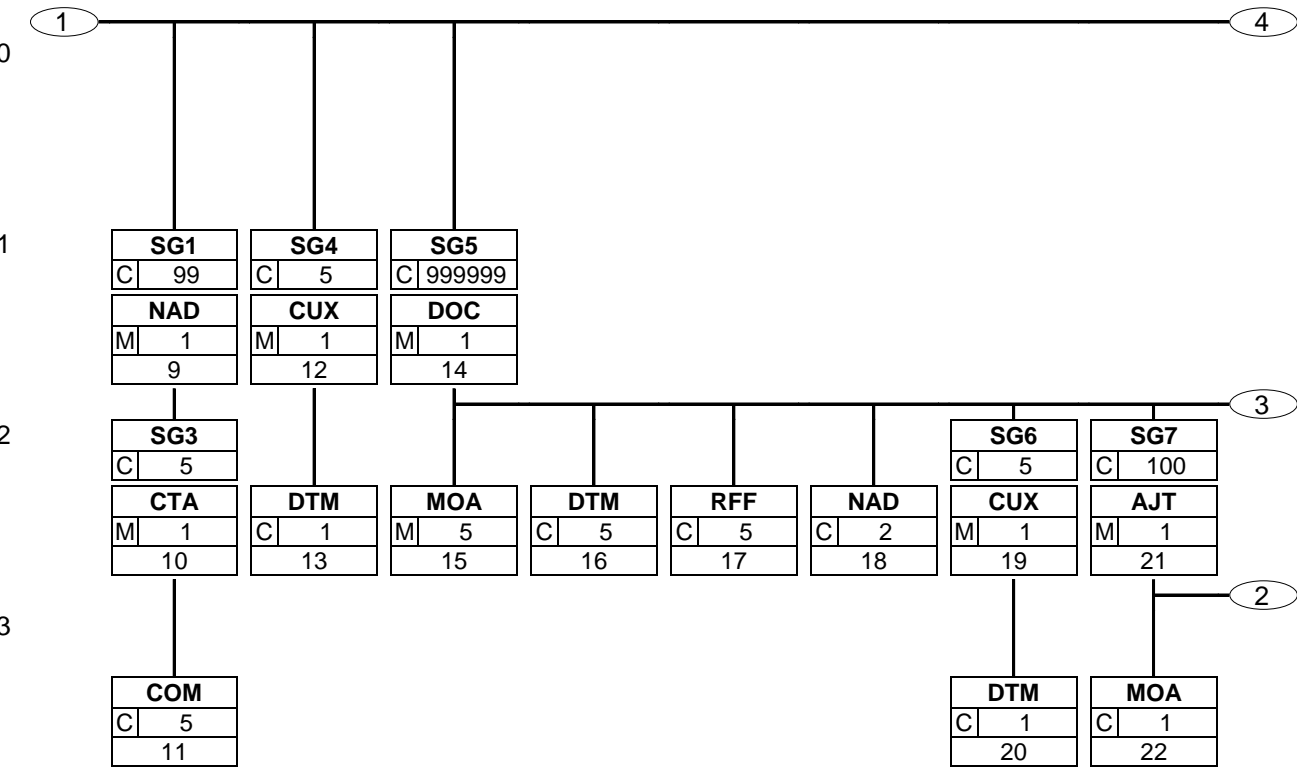 1 4
0
1 SG1 SG4 SG5
C 99 C 5 C 999999
NAD CUX DOC
M 1 M 1 M 1
9 12 14
3
2 SG3 SG6 SG7
C 5 C 5 C 100
CTA DTM MOA DTM RFF NAD CUX AJT
M 1 C 1 M 5 C 5 C 5 C 2 M 1 M 1
10 13 15 16 17 18 19 21
2
3
COM DTM MOA
C 5 C 1 C 1
11 20 22